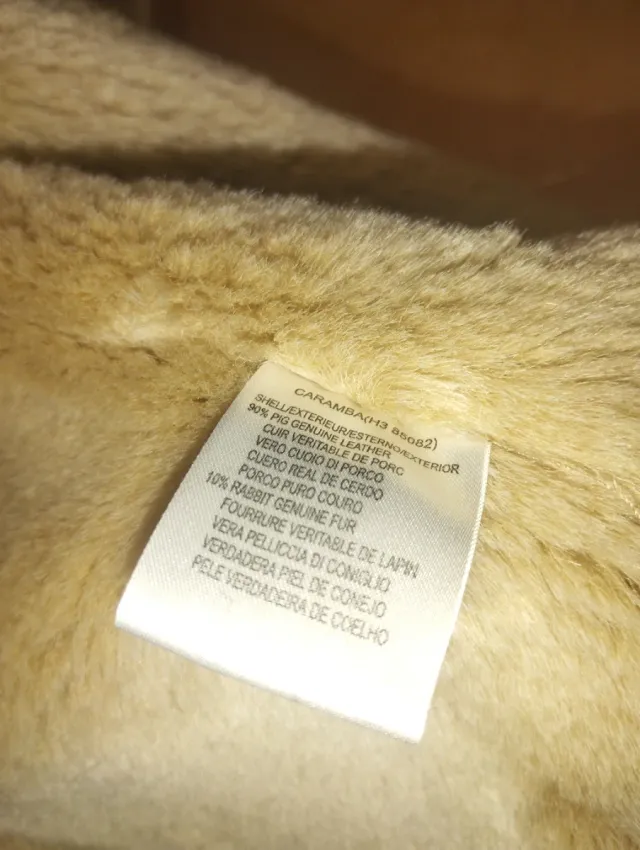 CARAMBA(H3 85082)
SHELL/EXTERIEUR/ESTERNO/EXTERIOR
90% PIG GENUINE LEATHER
CUIR VERITABLE DE PORC
VERO CUOIO DI PORCO
CUERO REAL DE CERDO
PORCO PURO COURO
10% RABBIT GENUINE FUR
FOURRURE VERITABLE DE LAPIN
VERA PELLICCIA DI CONIGLIO
VERDADERA PIEL DE CONEJO
PELE VERDADEIRA DE COELHO